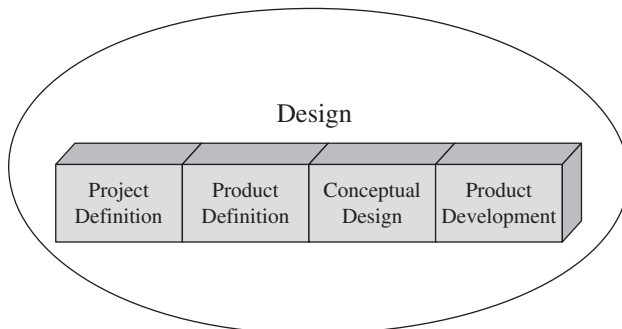 Design
Project
Definition
Product
Definition
Conceptual
Design
Product
Development